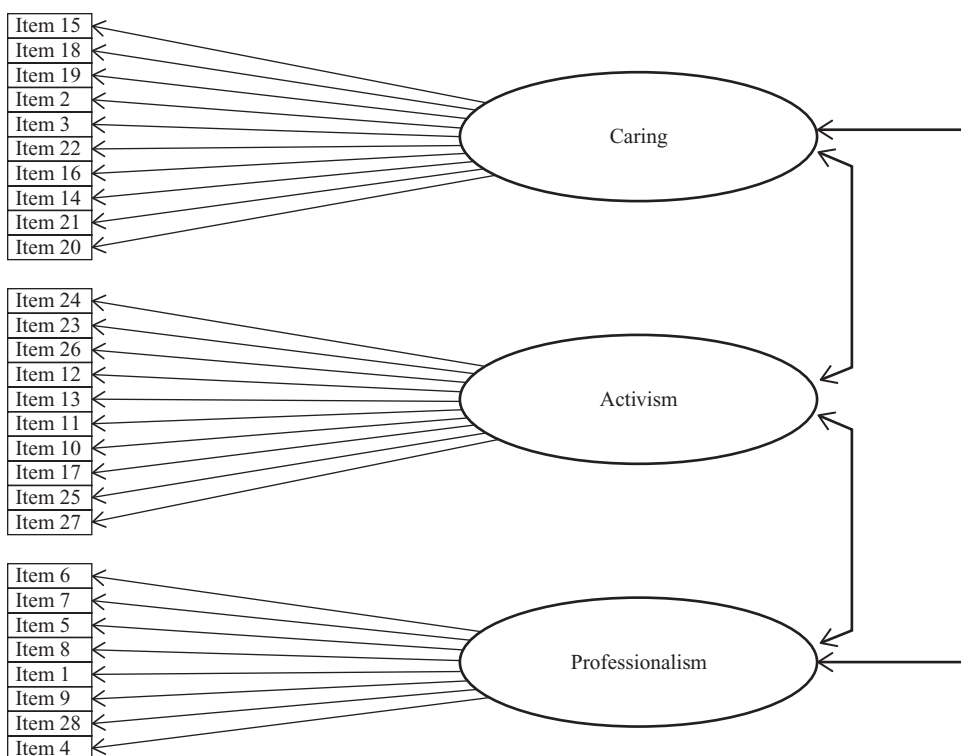 Item 15
Item 18
Item 19
Item 2
Item 3
Item 22
Item 16
Item 14
Item 21
Item 20
Caring
Item 24
Item 23
Item 26
Item 12
Item 13
Item 11
Item 10
Item 17
Item 25
Item 27
Activism
Item 6
Item 7
Item 5
Item 8
Item 1
Item 9
Item 28
Item 4
Professionalism